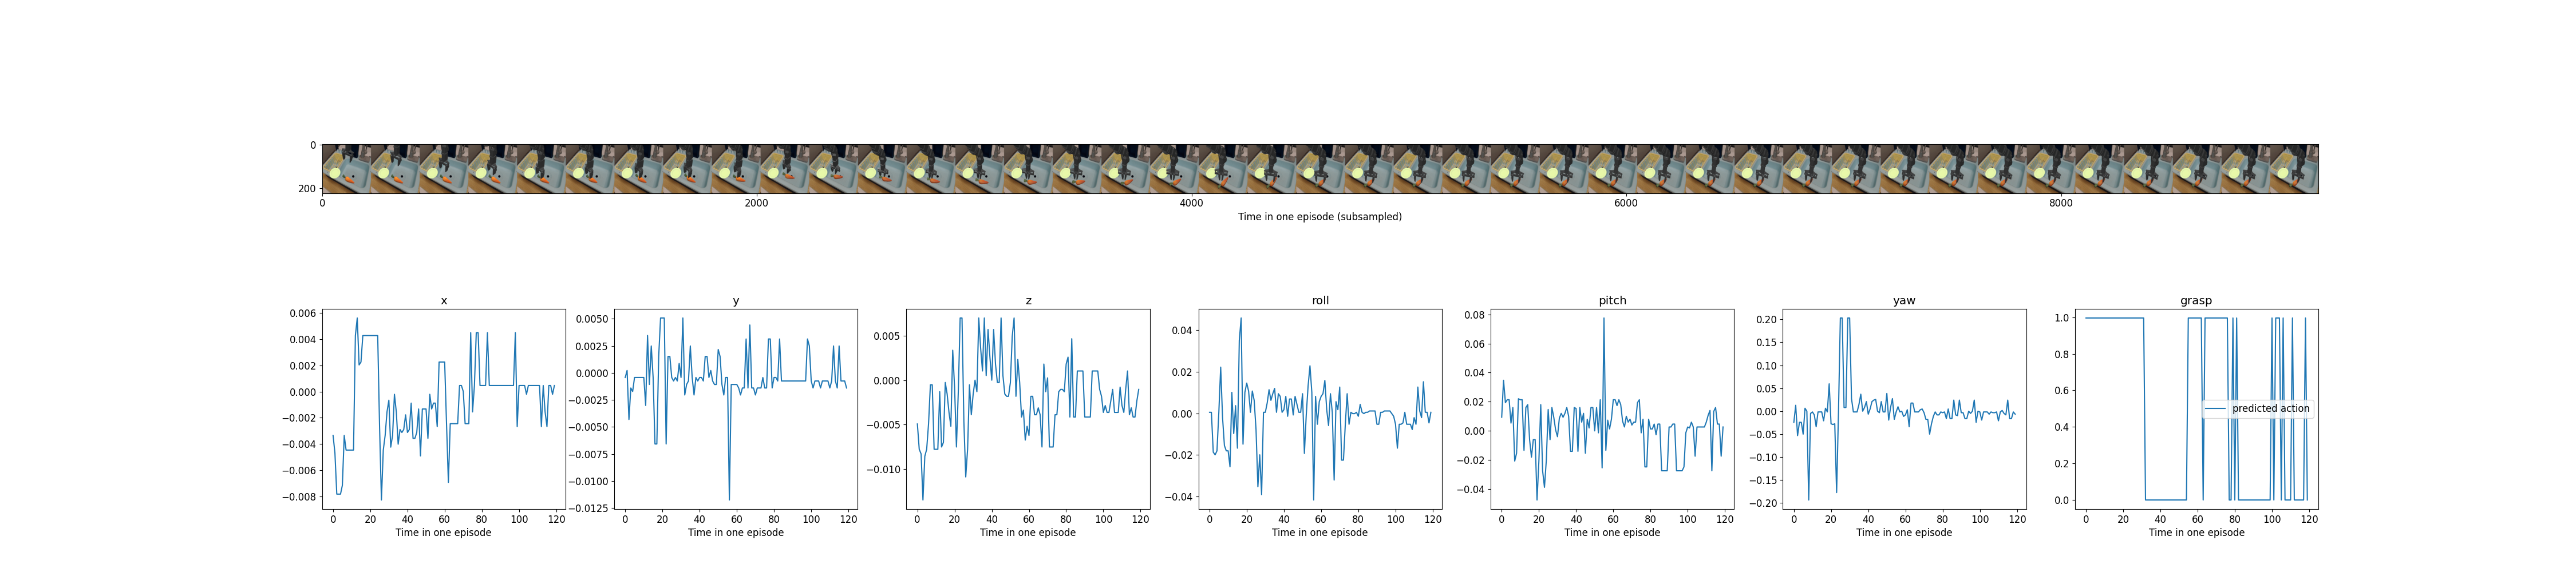 0
200
0 2000 4000 6000 8000
Time in one episode (subsampled)
x y z roll pitch yaw grasp
0.006
0.004
0.002
0.000
−0.002
−0.004
−0.006
−0.008
0 20 40 60 80 100 120
Time in one episode
0.0050
0.0025
0.0000
−0.0025
−0.0050
−0.0075
−0.0100
−0.0125
0 20 40 60 80 100 120
Time in one episode
0.005
0.000
−0.005
−0.010
0 20 40 60 80 100 120
Time in one episode
0.04
0.02
0.00
−0.02
−0.04
0 20 40 60 80 100 120
Time in one episode
0.08
0.06
0.04
0.02
0.00
−0.02
−0.04
0 20 40 60 80 100 120
Time in one episode
0.20
0.15
0.10
0.05
0.00
−0.05
−0.10
−0.15
−0.20
0 20 40 60 80 100 120
Time in one episode
1.0
0.8
0.6
0.4
0.2
0.0
predicted action
0 20 40 60 80 100 120
Time in one episode